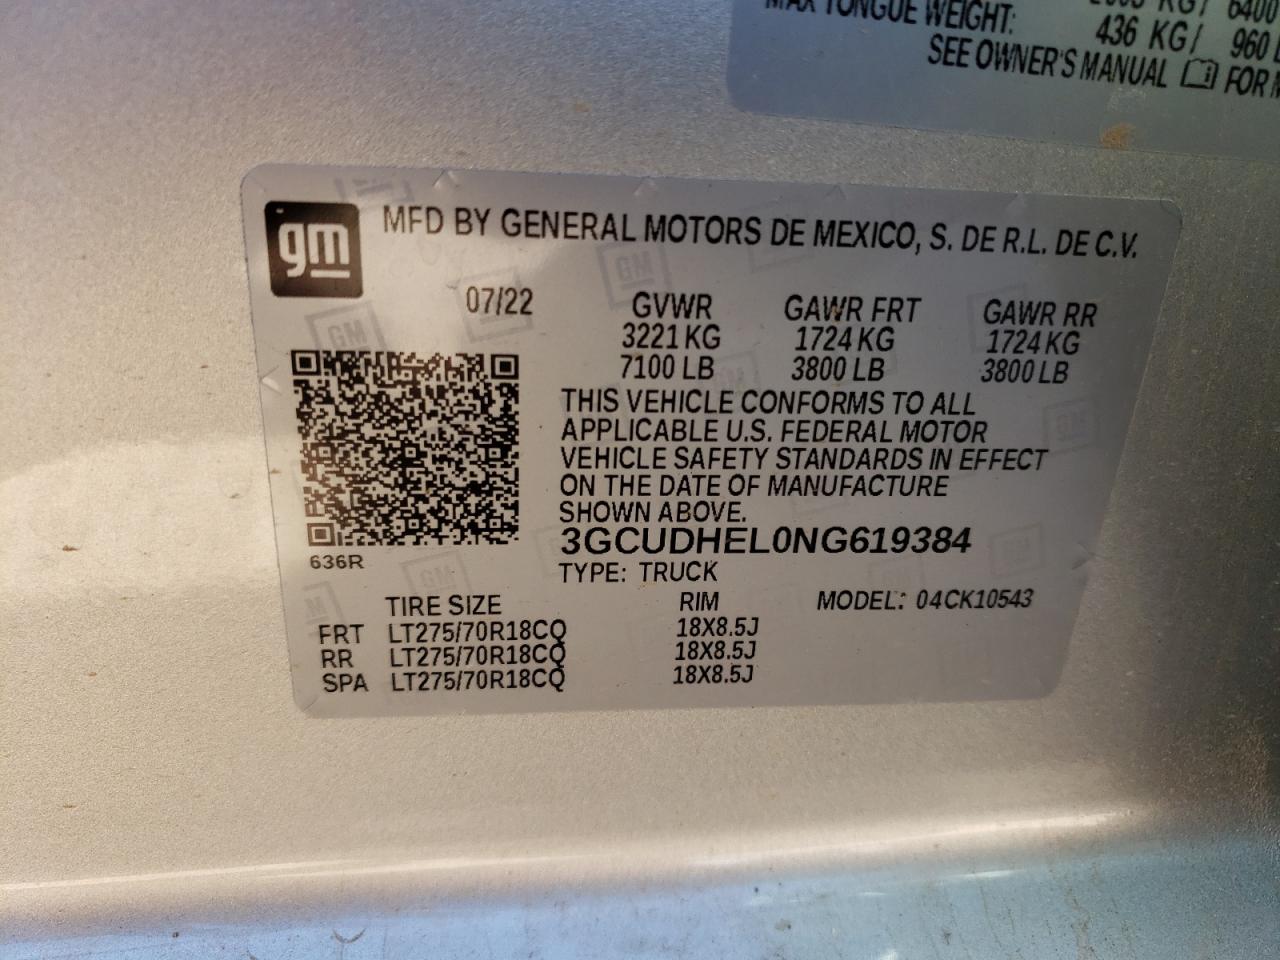 MAX TONGUE WEIGHT: 436 KG/ 960
SEE OWNER'S MANUAL FOR
gm
MFD BY GENERAL MOTORS DE MEXICO, S. DE R.L. DE C.V.
07/22 GVWR GAWR FRT GAWR RR
3221 KG 1724 KG 1724 KG
7100 LB 3800 LB 3800 LB
THIS VEHICLE CONFORMS TO ALL
APPLICABLE U.S. FEDERAL MOTOR
VEHICLE SAFETY STANDARDS IN EFFECT
ON THE DATE OF MANUFACTURE
SHOWN ABOVE.
3GCUDHEL0NG619384
636R
TYPE: TRUCK
TIRE SIZE RIM MODEL: 04CK10543
FRT LT275/70R18CQ 18X8.5J
RR LT275/70R18CQ 18X8.5J
SPA LT275/70R18CQ 18X8.5J